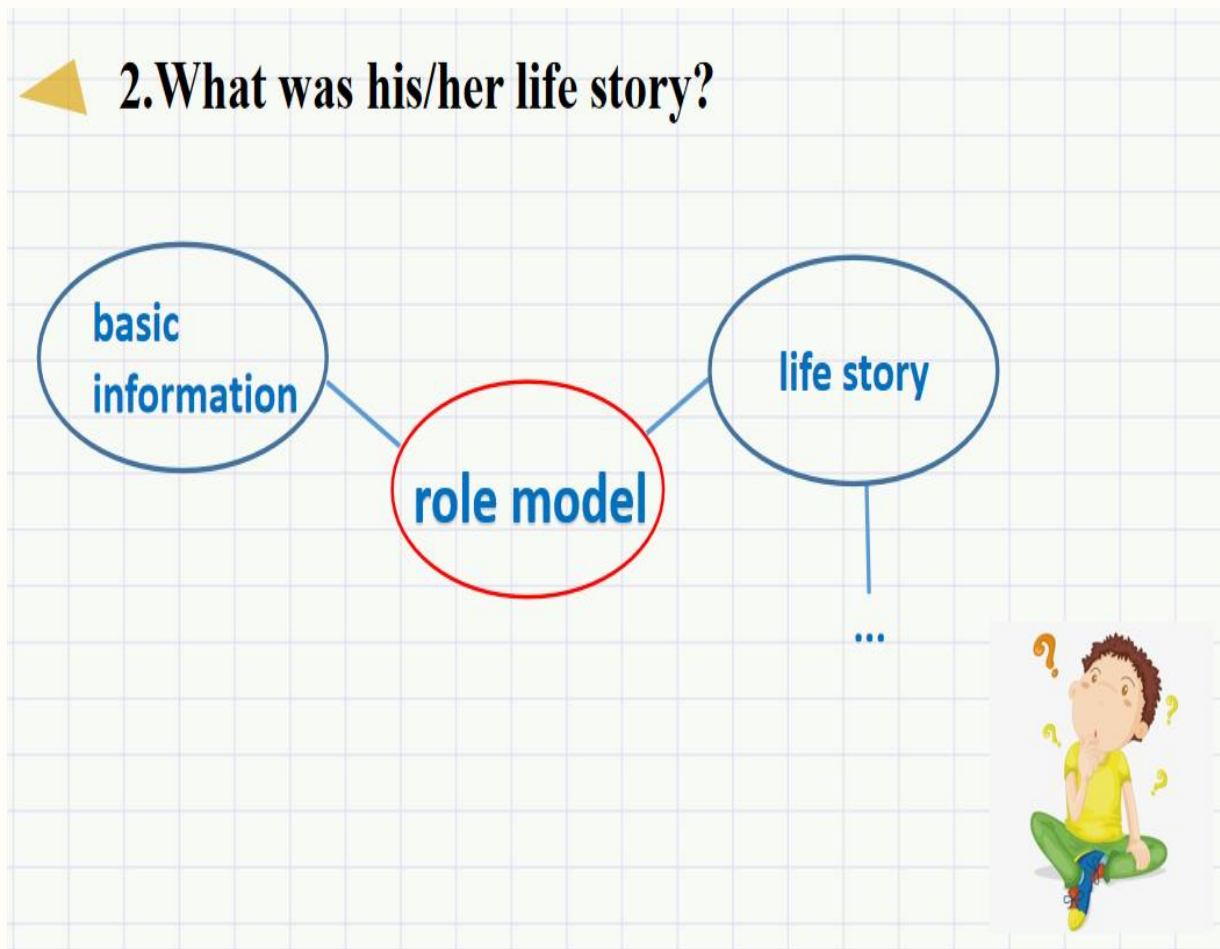 2.What was his/her life story?
basic
information
life story
role model
...